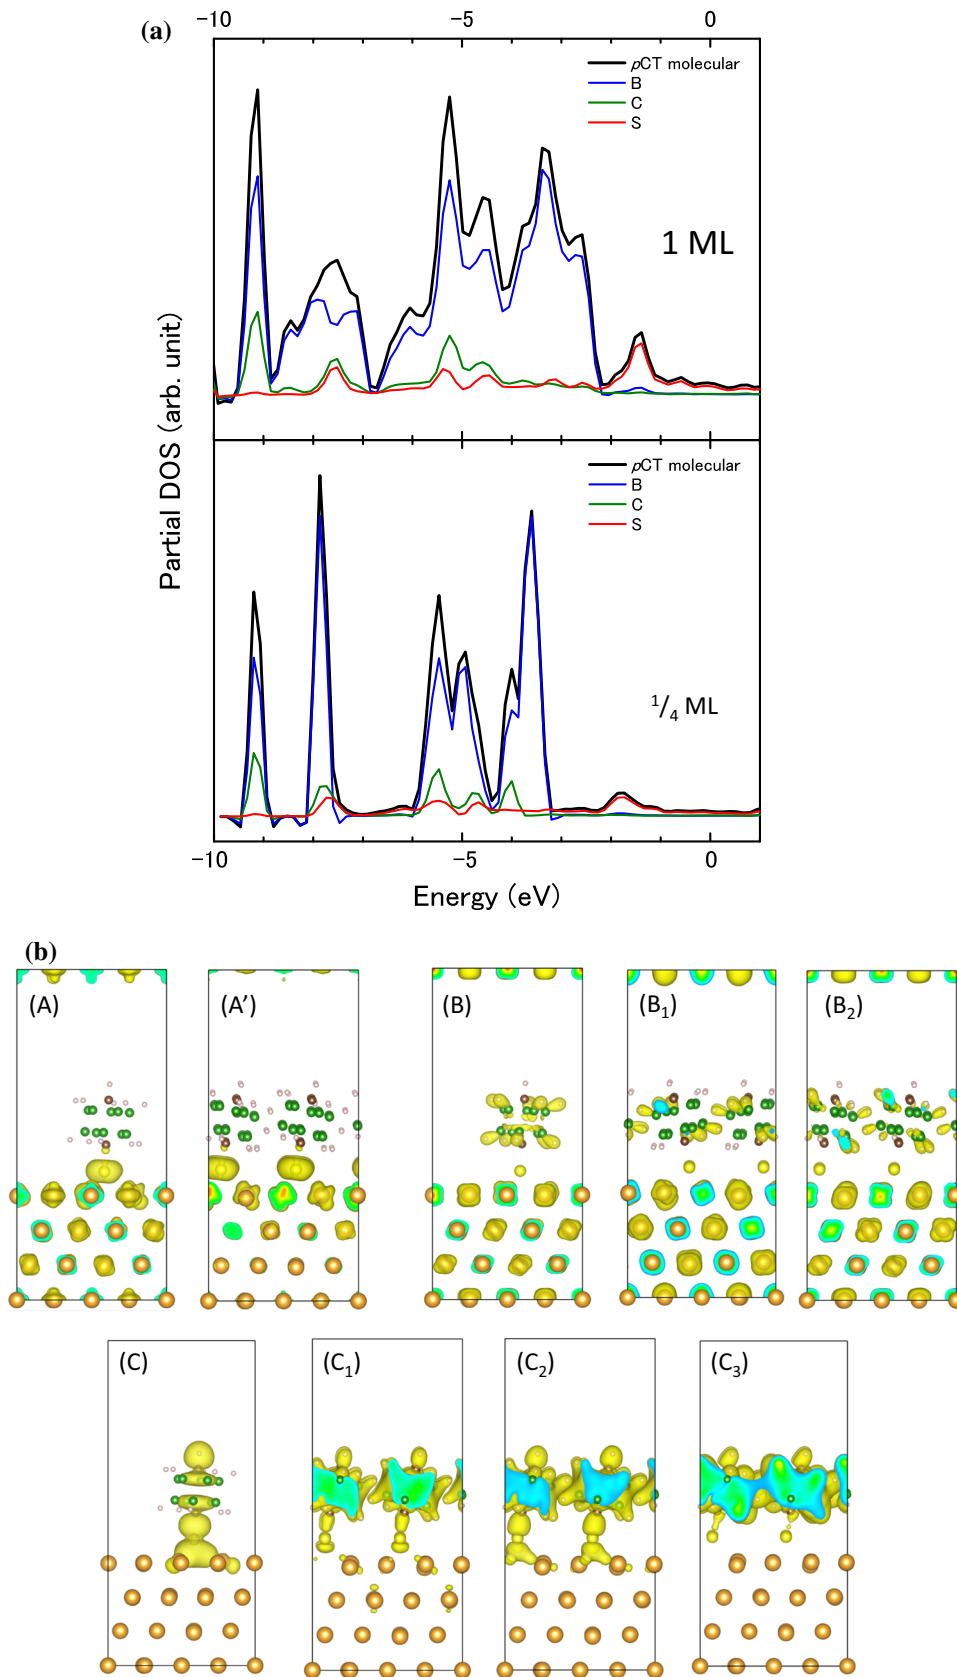 (a)
-10 -5 0
pCT molecular
B
C
S
1 ML
Partial DOS (arb. unit)
pCT molecular
B
C
S
1/4 ML
-10 -5 0
Energy (eV)
(b)
(A) (A') (B) (B1) (B2)
(C) (C1) (C2) (C3)